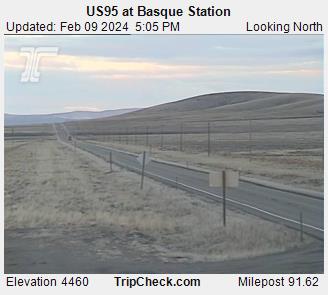 US95 at Basque Station
Updated: Feb 09 2024 5:05 PM Looking North
Elevation 4460 TripCheck.com Milepost 91.62